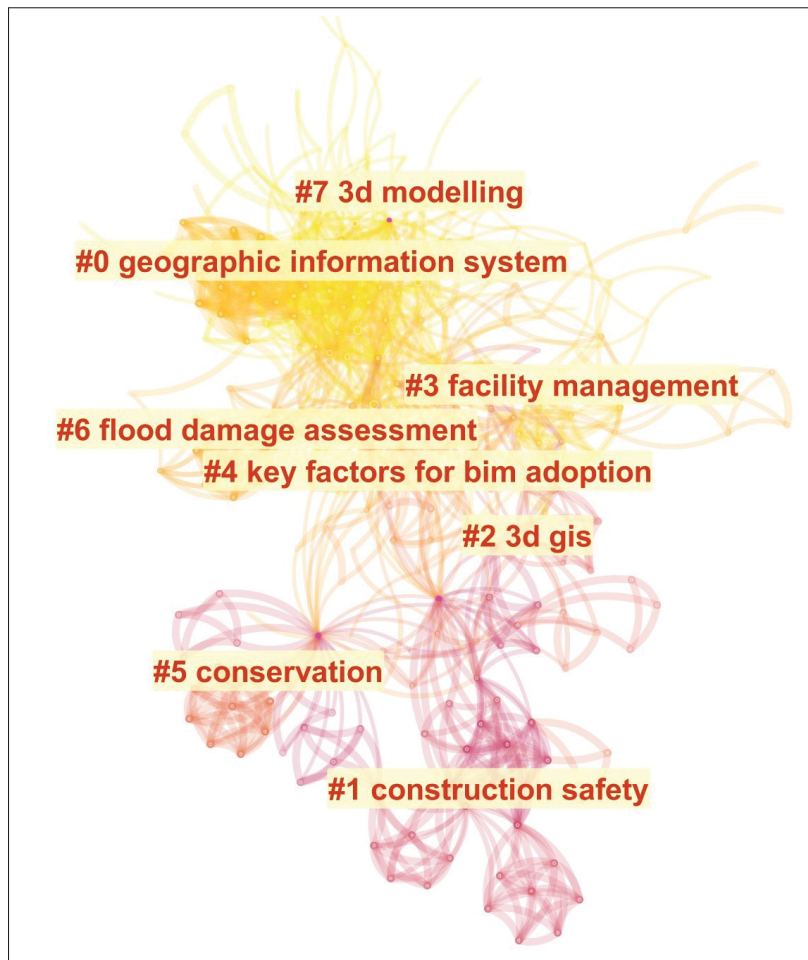 #7 3d modelling
#0 geographic information system
#3 facility management
#6 flood damage assessment
#4 key factors for bim adoption
#2 3d gis
#5 conservation
#1 construction safety